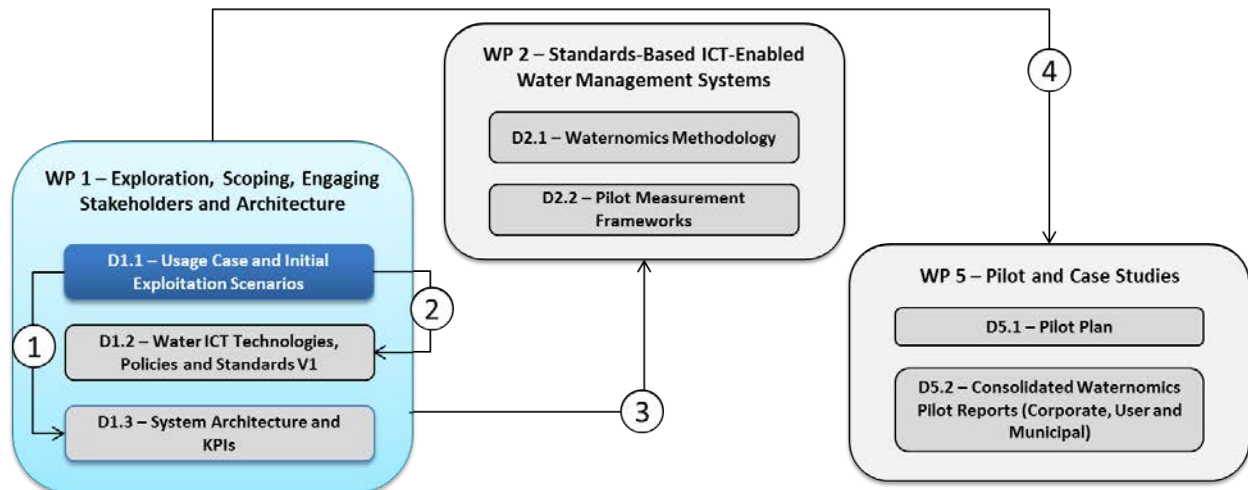 WP 1 – Exploration, Scoping, Engaging
Stakeholders and Architecture
D1.1 – Usage Case and Initial
Exploitation Scenarios
D1.2 – Water ICT Technologies,
Policies and Standards V1
D1.3 – System Architecture and
KPIs
1
2
3
WP 2 – Standards-Based ICT-Enabled
Water Management Systems
D2.1 – Waternomics Methodology
D2.2 – Pilot Measurement
Frameworks
4
WP 5 – Pilot and Case Studies
D5.1 – Pilot Plan
D5.2 – Consolidated Waternomics
Pilot Reports (Corporate, User and
Municipal)